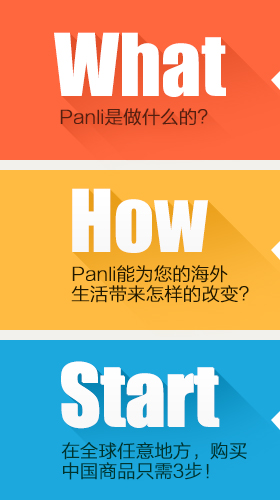 What
Panli是做什么的？
How
Panli能为您的海外
生活带来怎样的改变？
Start
在全球任意地方，购买
中国商品只需3步！